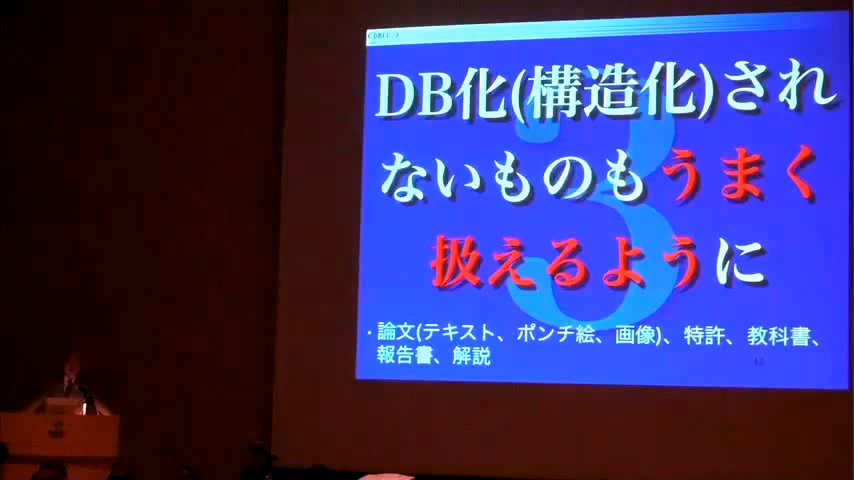 DB化(構造化)され
ないものもうまく
扱えるように
3
・論文(テキスト、ポンチ絵、画像)、特許、教科書、
報告書、解説